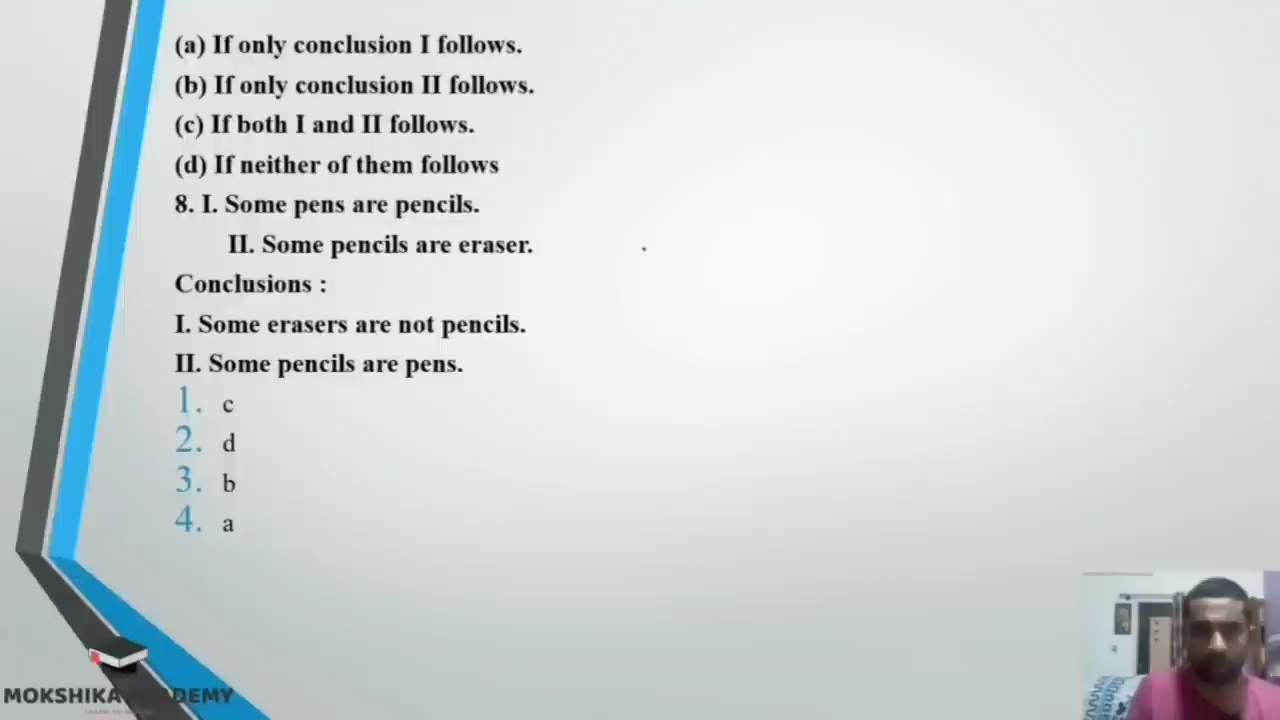 (a) If only conclusion I follows.
(b) If only conclusion II follows.
(c) If both I and II follows.
(d) If neither of them follows
8. I. Some pens are pencils.
II. Some pencils are eraser.
Conclusions :
I. Some erasers are not pencils.
II. Some pencils are pens.
1. c
2. d
3. b
4. a
MOKSHIKA ACADEMY